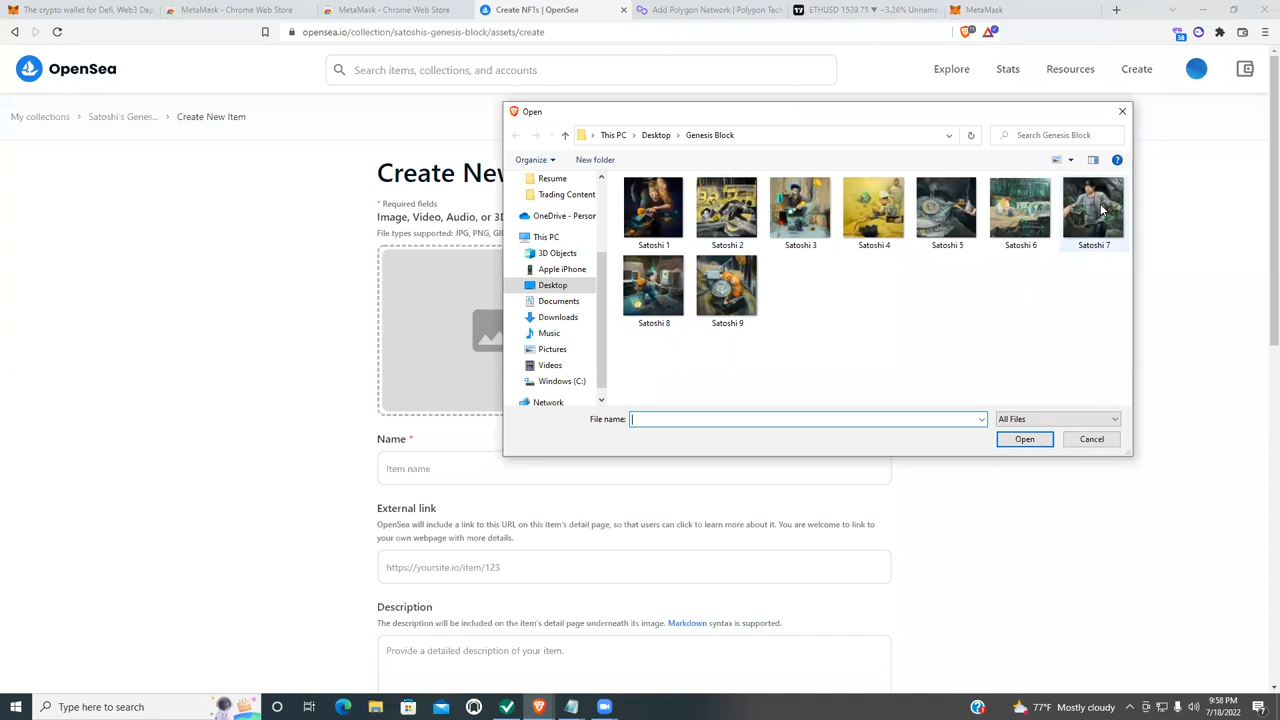 The crypto wallet for Defi, Web3 Dap
MetaMask - Chrome Web Store
MetaMask - Chrome Web Store
Create NFTs | OpenSea
Add Polygon Network | Polygon Tech
ETHUSD 1529.75 ▼ −3.26% Unname
MetaMask
opensea.io/collection/satoshis-genesis-block/assets/create
OpenSea
Search items, collections, and accounts
Explore
Stats
Resources
Create
My collections > Satoshi's Genes... > Create New Item
Create New
* Required fields
Image, Video, Audio, or 3D
File types supported: JPG, PNG, GIF
Open
This PC > Desktop > Genesis Block
Search Genesis Block
Organize
New folder
Resume
Trading Content
OneDrive - Person
This PC
3D Objects
Apple iPhone
Desktop
Documents
Downloads
Music
Pictures
Videos
Windows (C:)
Network
Satoshi 1
Satoshi 2
Satoshi 3
Satoshi 4
Satoshi 5
Satoshi 6
Satoshi 7
Satoshi 8
Satoshi 9
File name:
All Files
Open
Cancel
Name *
Item name
External link
OpenSea will include a link to this URL on this item's detail page, so that users can click to learn more about it. You are welcome to link to
your own webpage with more details.
https://yoursite.io/item/123
Description
The description will be included on the item's detail page underneath its image. Markdown syntax is supported.
Provide a detailed description of your item.
Type here to search
77°F Mostly cloudy
9:58 PM
7/18/2022